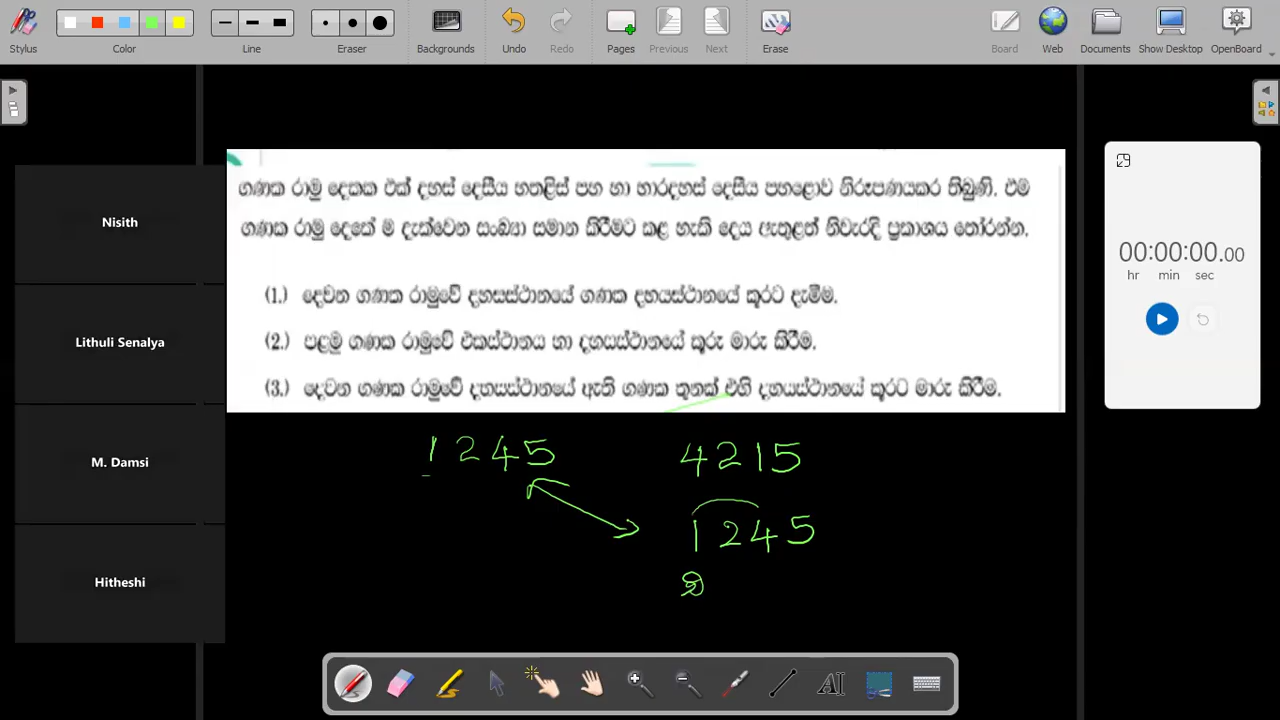 Stylus
Color
Line
Eraser
Backgrounds
Undo
Redo
Pages
Previous
Next
Erase
Board
Web
Documents
Show Desktop
OpenBoard
Nisith
Lithuli Senalya
M. Damsi
Hitheshi
ගණක රාමු දෙකක එක් දහස් දෙසීය හතළිස් පහ හා හාරදහස් දෙසීය පහළොව නිරූපණයකර තිබුණි. එම
ගණක රාමු දෙකේ ම දැක්වෙන සංඛ්‍යා සමාන කිරීමට කළ හැකි දෙය ඇතුළත් නිවැරදි ප්‍රකාශය තෝරන්න.
(1.) දෙවන ගණක රාමුවේ දහසස්ථානයේ ගණක දහයස්ථානයේ කූරට දැමීම.
(2.) පළමු ගණක රාමුවේ එකස්ථානය හා දහයස්ථානයේ කූරු මාරු කිරීම.
(3.) දෙවන ගණක රාමුවේ දහසස්ථානයේ ඇති ගණක තුනක් එහි දහයස්ථානයේ කූරට මාරු කිරීම.
1245 4215
1245
00:00:00.00
hr min sec
AI